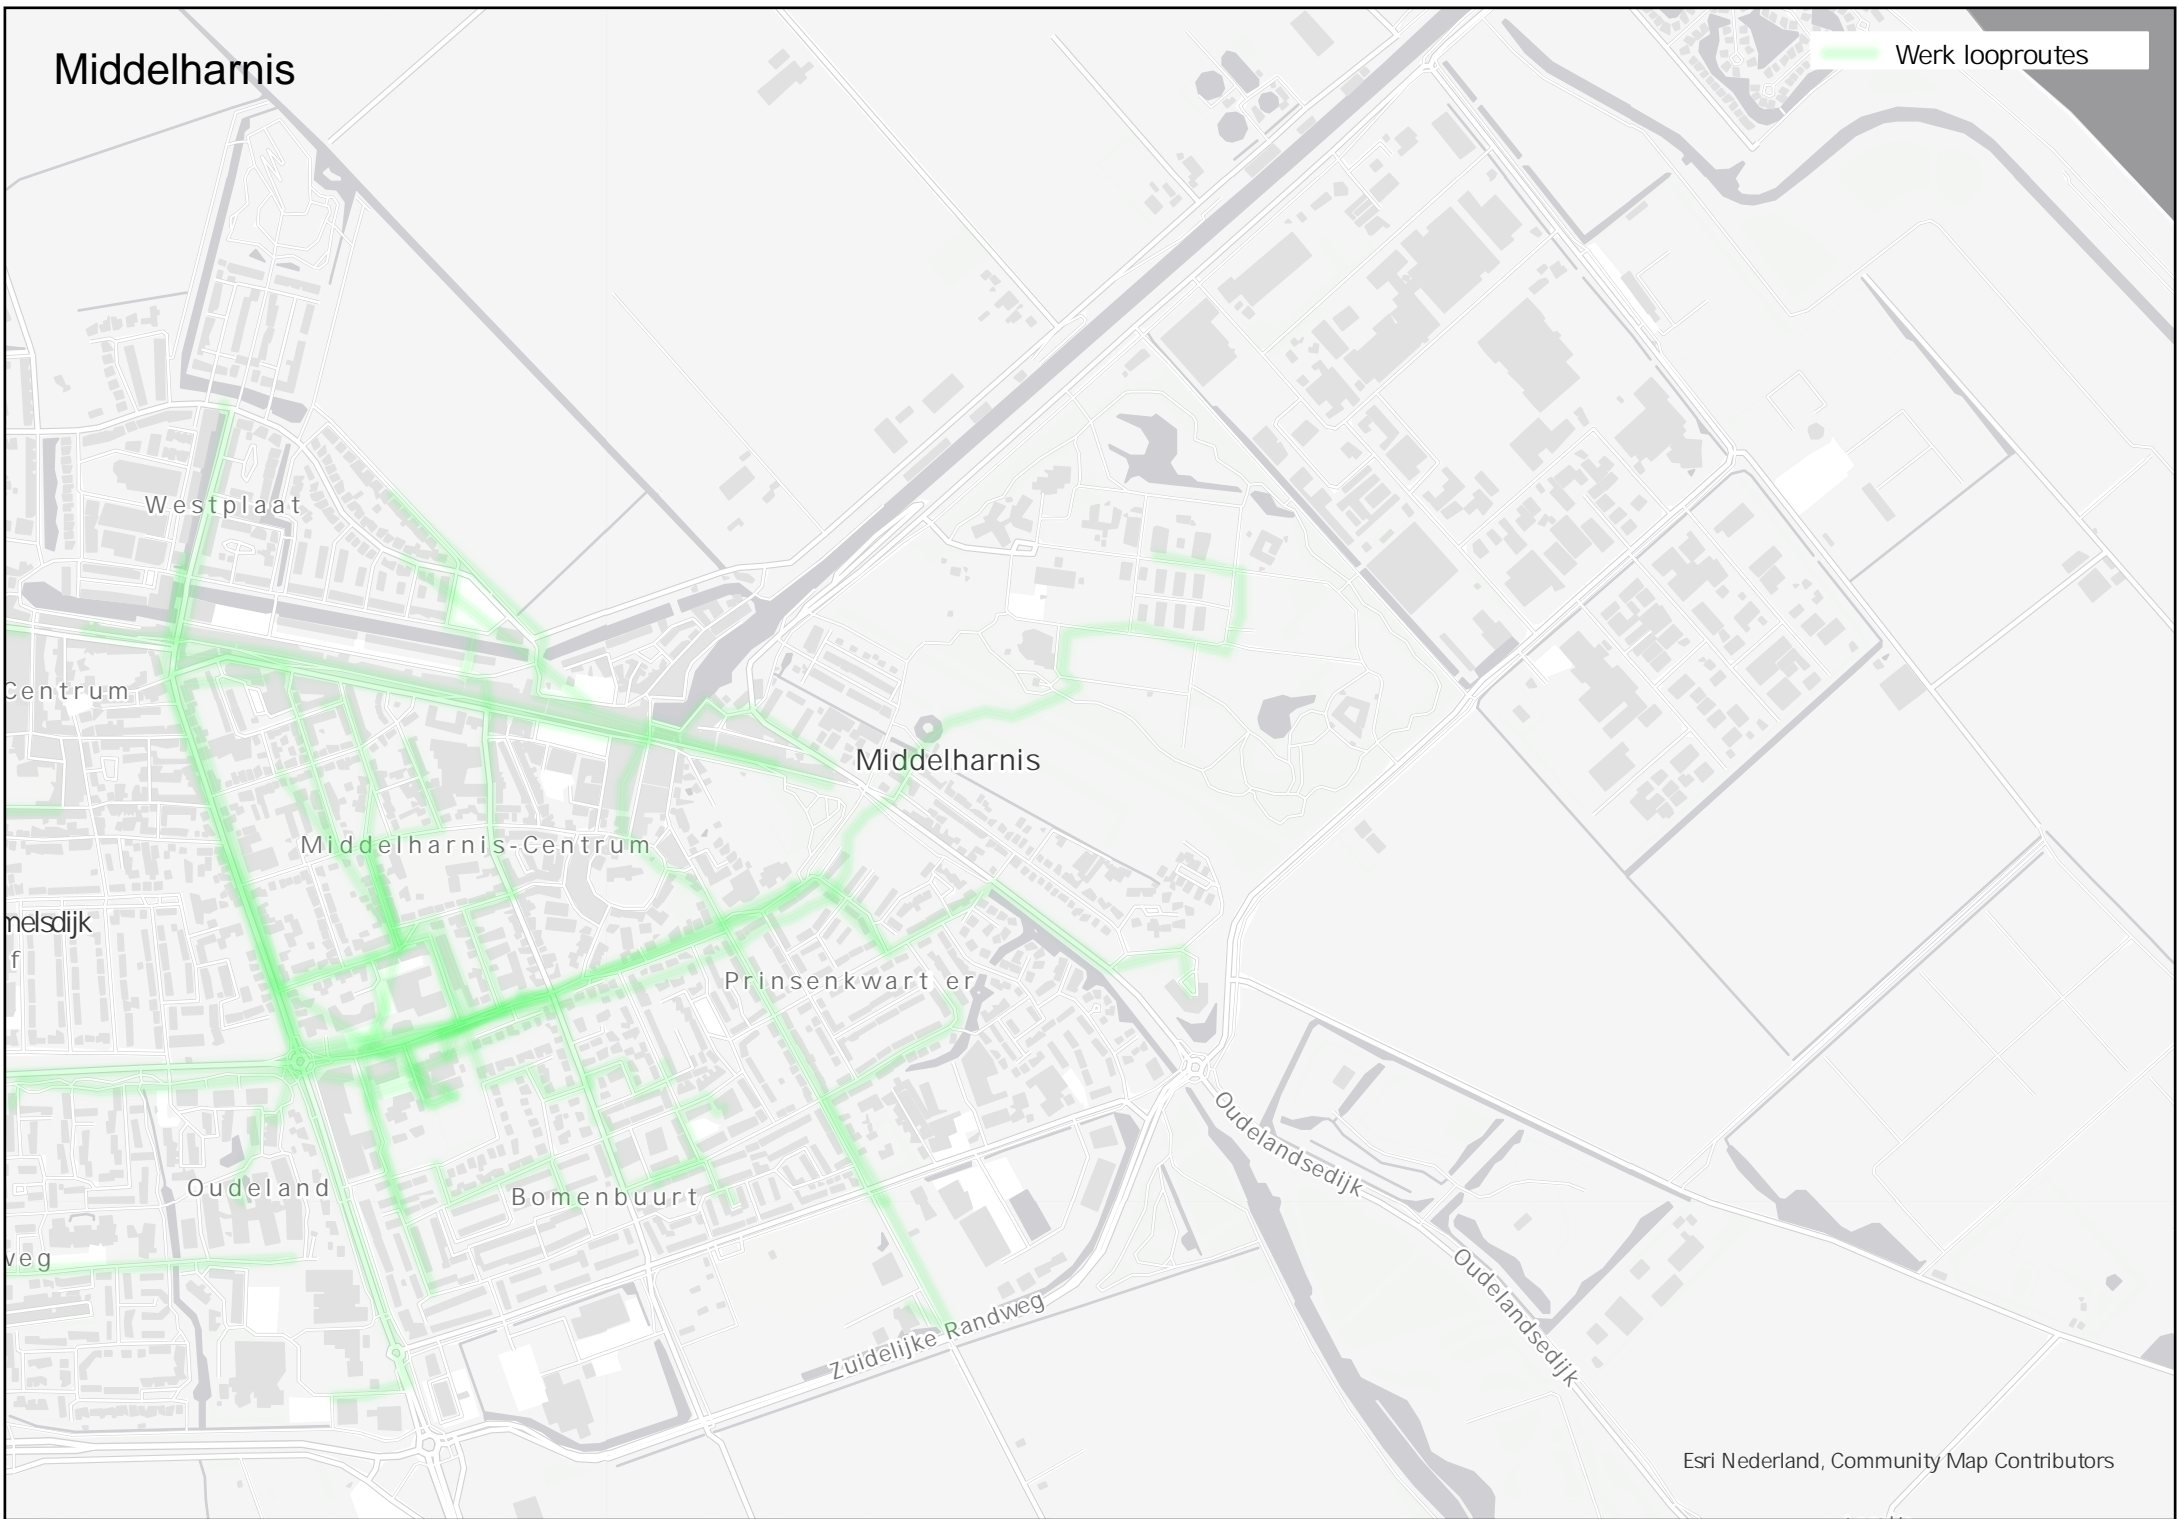 Middelharnis
Werk looproutes
Westplaat
Centrum
Middelharnis
Middelharnis-Centrum
melsdijk
f
Prinsenkwart er
Oudelandsedijk
Oudeland
Bomenbuurt
weg
Oudelandsedijk
Zuidelijke Randweg
Esri Nederland, Community Map Contributors